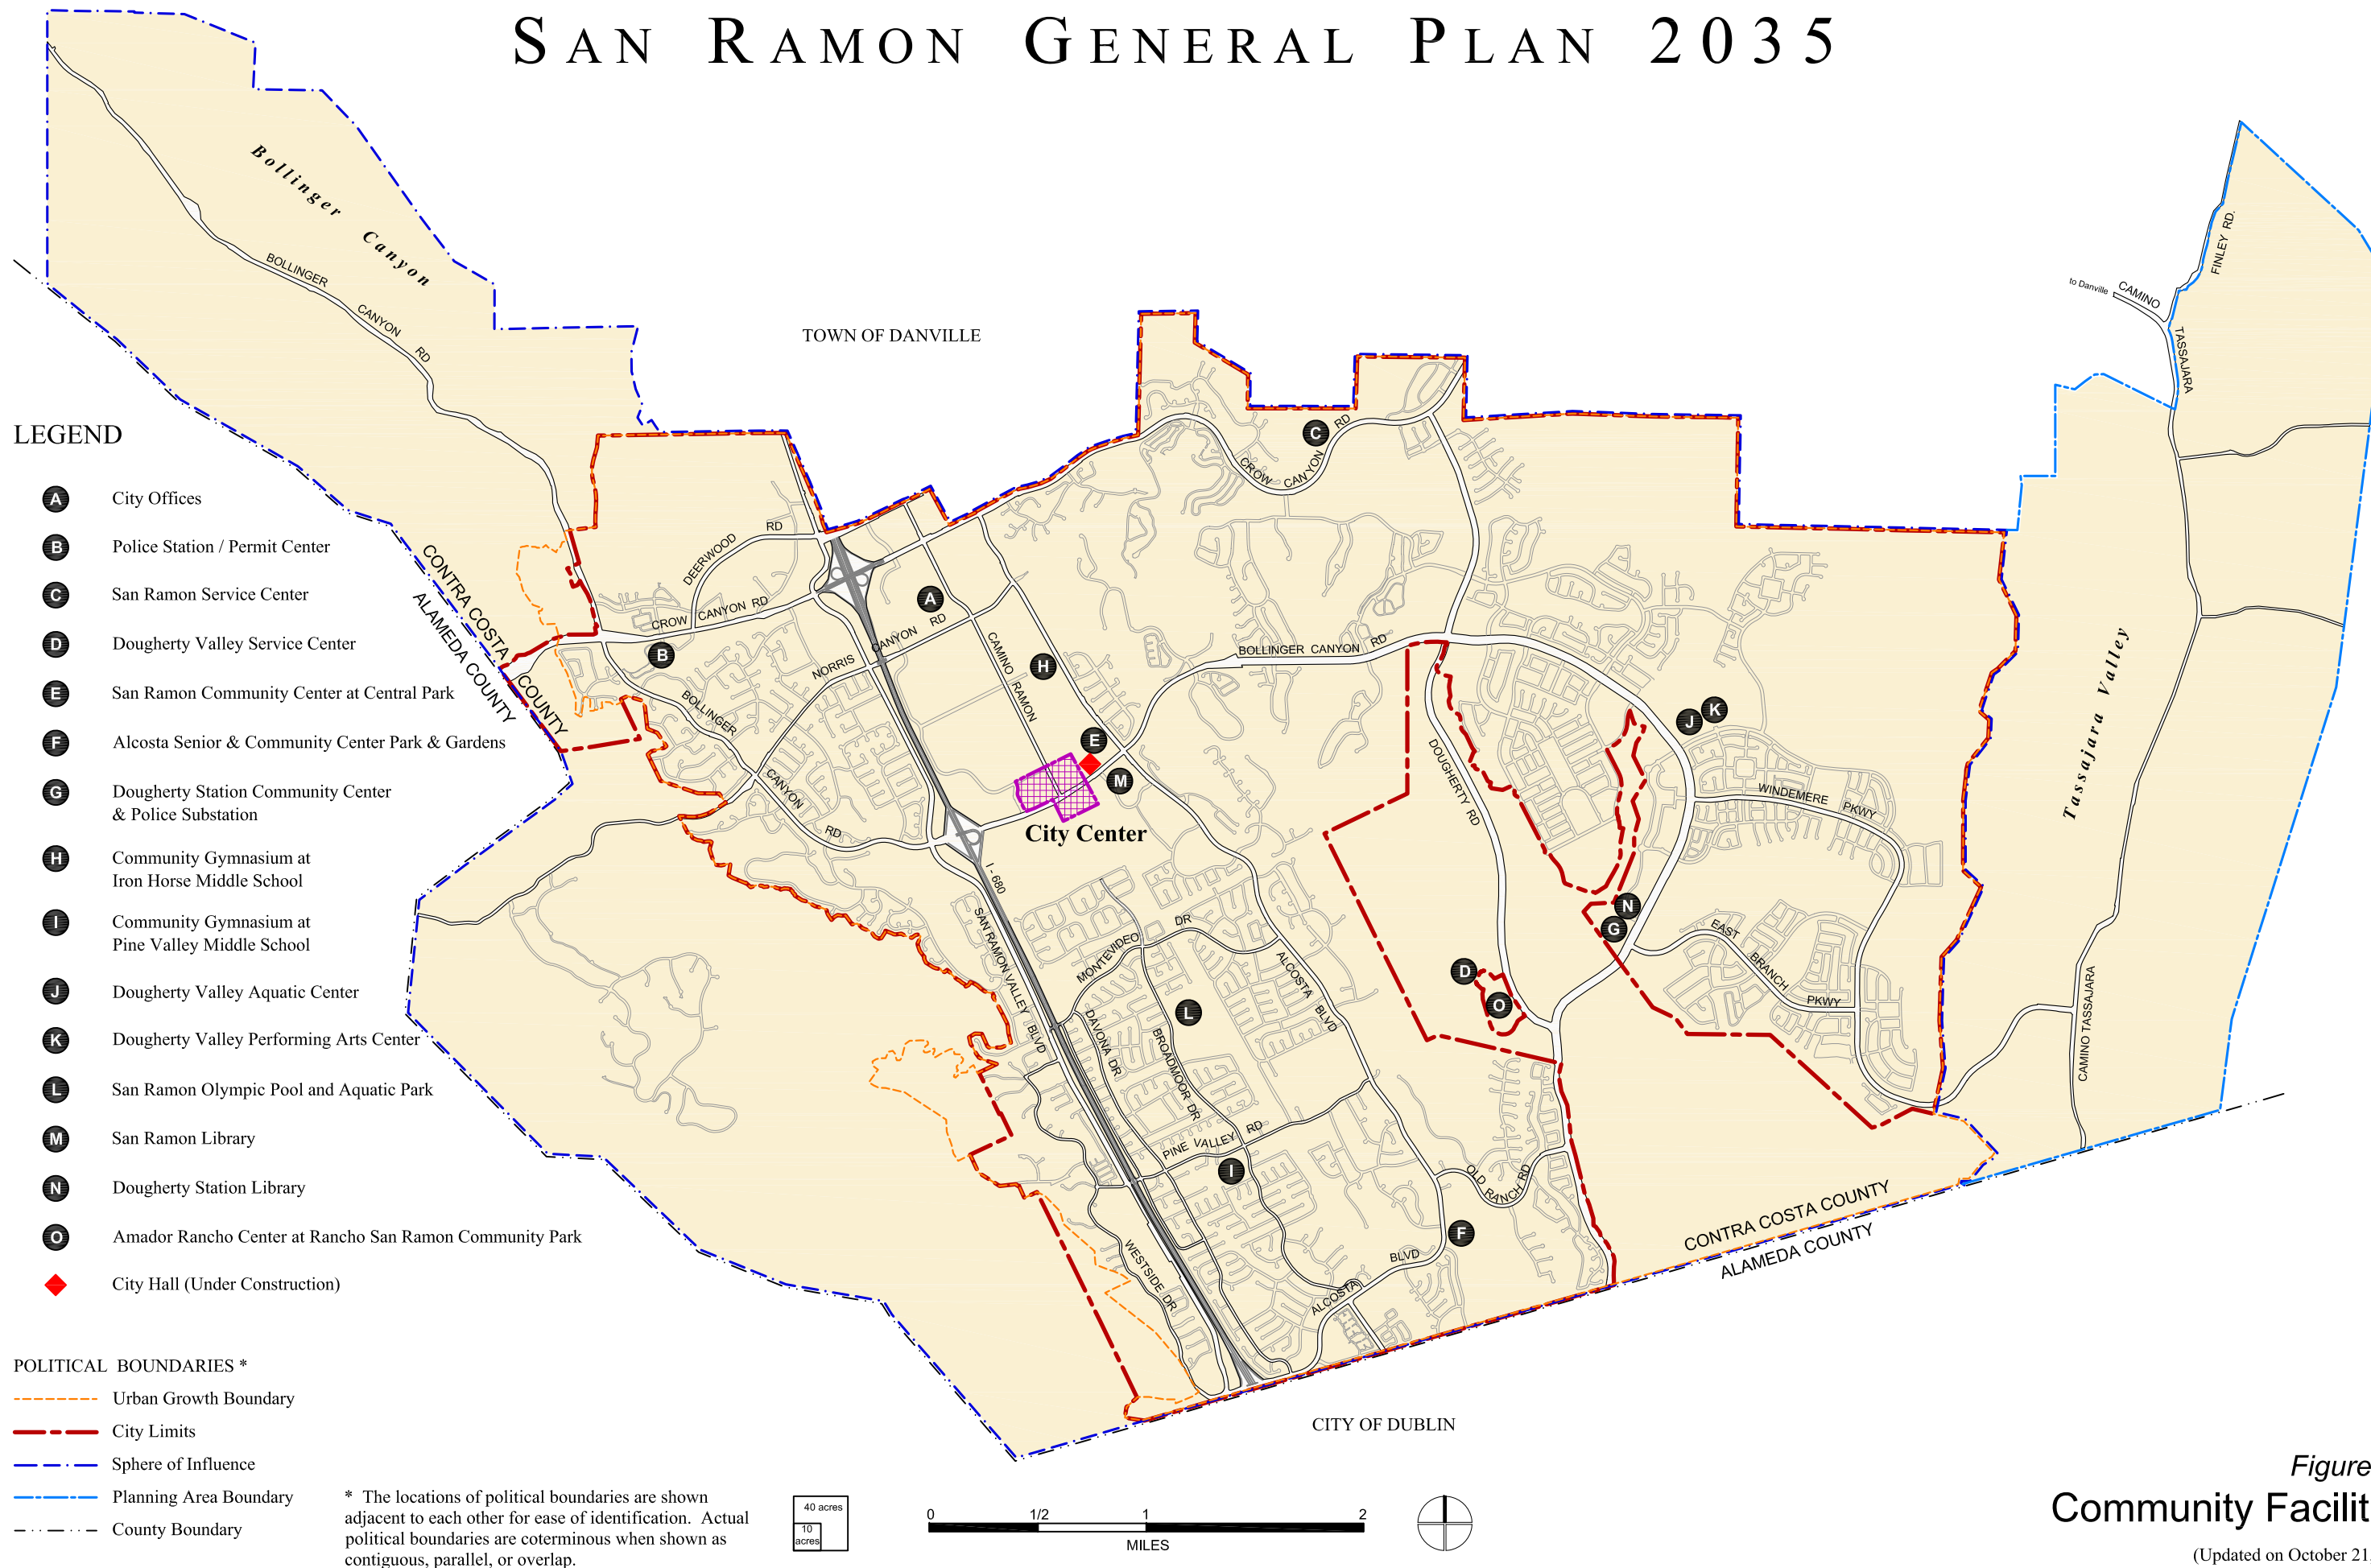 SAN RAMON GENERAL PLAN 2035
Bollinger Canyon
BOLLINGER CANYON RD
TOWN OF DANVILLE
to Danville
CAMINO
TASSAJARA
FINLEY RD.
Tassajara Valley
CAMINO TASSAJARA
CONTRA COSTA COUNTY
ALAMEDA COUNTY
DEERWOOD RD
CROW CANYON RD
CROW CANYON RD
NORRIS CANYON RD
CAMINO RAMON
BOLLINGER CANYON RD
BOLLINGER CANYON RD
DOUGHERTY RD
WINDEMERE PKWY
EAST BRANCH PKWY
City Center
I - 680
SAN RAMON VALLEY BLVD
MONTEVIDEO DR
DAVONA DR
BROADMOOR DR
ALCOSTA BLVD
PINE VALLEY RD
OLD RANCH RD
WESTSIDE DR
ALCOSTA BLVD
CONTRA COSTA COUNTY
ALAMEDA COUNTY
CITY OF DUBLIN
A
B
C
D
E
F
G
H
I
J
K
L
M
N
O
LEGEND
A City Offices
B Police Station / Permit Center
C San Ramon Service Center
D Dougherty Valley Service Center
E San Ramon Community Center at Central Park
F Alcosta Senior & Community Center Park & Gardens
G Dougherty Station Community Center
& Police Substation
H Community Gymnasium at
Iron Horse Middle School
I Community Gymnasium at
Pine Valley Middle School
J Dougherty Valley Aquatic Center
K Dougherty Valley Performing Arts Center
L San Ramon Olympic Pool and Aquatic Park
M San Ramon Library
N Dougherty Station Library
O Amador Rancho Center at Rancho San Ramon Community Park
City Hall (Under Construction)
POLITICAL BOUNDARIES *
Urban Growth Boundary
City Limits
Sphere of Influence
Planning Area Boundary
County Boundary
* The locations of political boundaries are shown
adjacent to each other for ease of identification. Actual
political boundaries are coterminous when shown as
contiguous, parallel, or overlap.
40 acres
10
acres
0 1/2 1 2
MILES
Figure
Community Facilit
(Updated on October 21